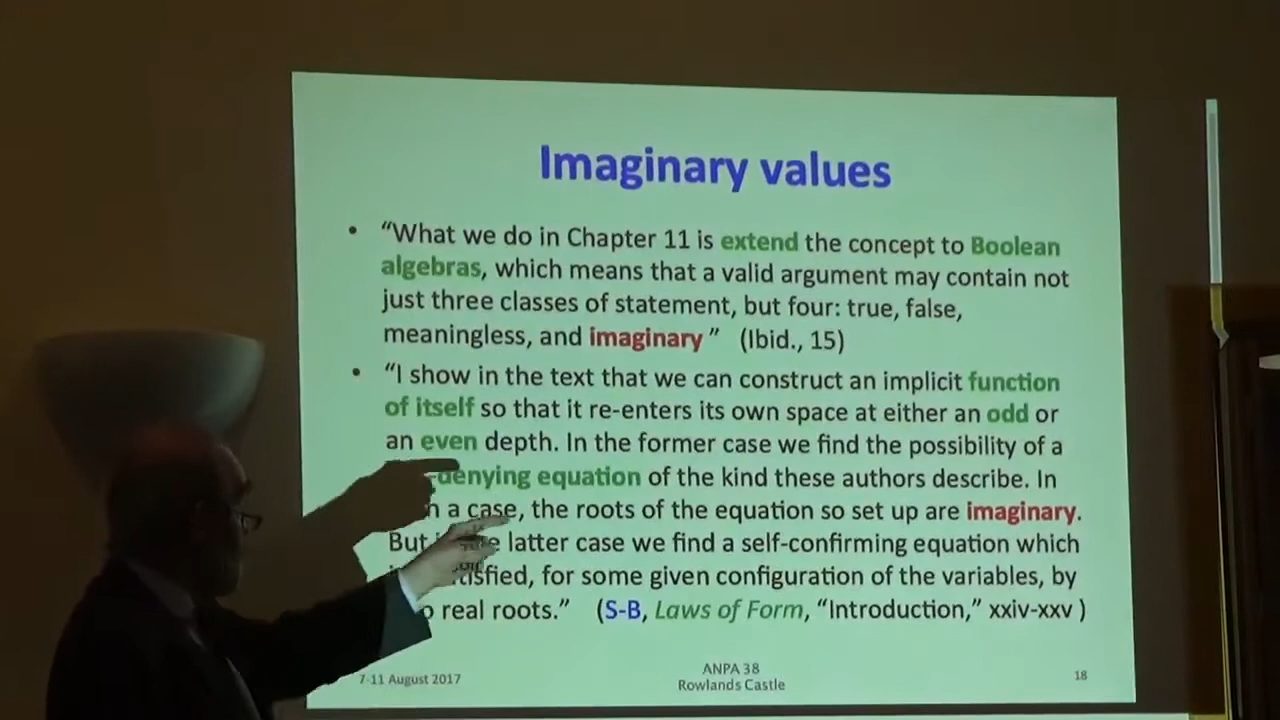 Imaginary values
• “What we do in Chapter 11 is extend the concept to Boolean
algebras, which means that a valid argument may contain not
just three classes of statement, but four: true, false,
meaningless, and imaginary ” (Ibid., 15)
• “I show in the text that we can construct an implicit function
of itself so that it re-enters its own space at either an odd or
an even depth. In the former case we find the possibility of a
-denying equation of the kind these authors describe. In
a case, the roots of the equation so set up are imaginary.
But latter case we find a self-confirming equation which
for some given configuration of the variables, by
real roots.” (S-B, Laws of Form, “Introduction,” xxiv-xxv )
7-11 August 2017
ANPA 38
Rowlands Castle
18